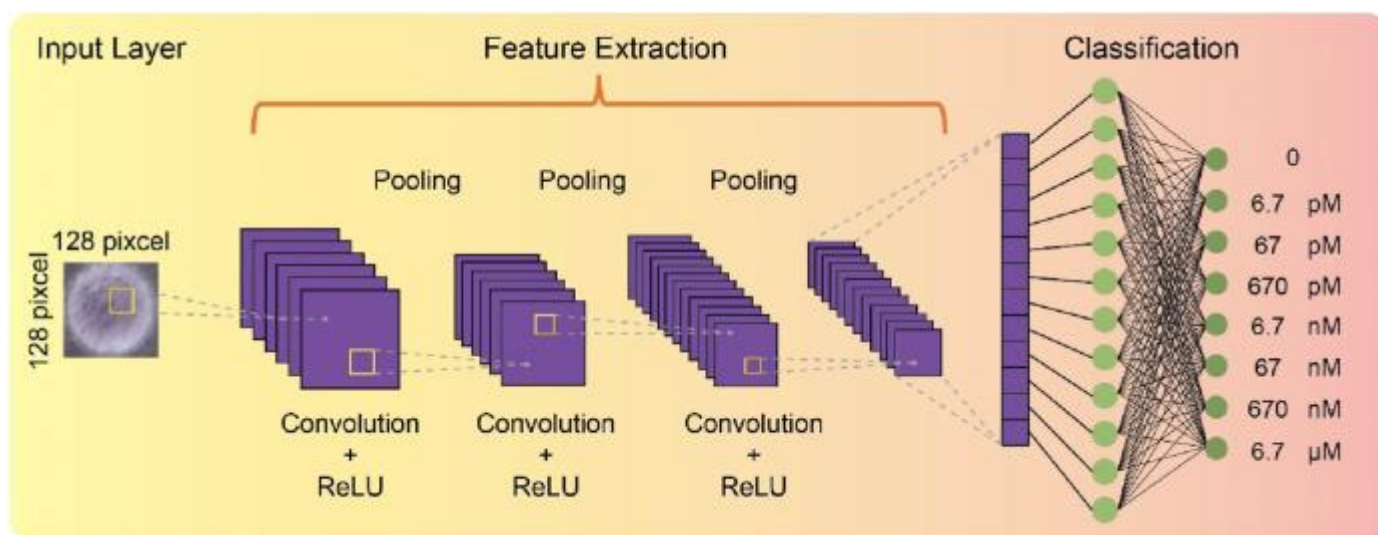 Input Layer
Feature Extraction
Classification
Pooling
Pooling
Pooling
128 pixcel
128 pixcel
Convolution
+
ReLU
Convolution
+
ReLU
Convolution
+
ReLU
0
6.7 pM
67 pM
670 pM
6.7 nM
67 nM
670 nM
6.7 µM